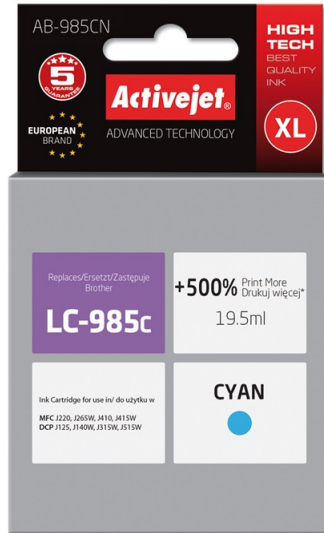 AB-985CN
HIGH
TECH
BEST
QUALITY
INK
5
YEARS
GUARANTEE
Activejet®
EUROPEAN
BRAND
ADVANCED TECHNOLOGY
XL
Replaces/Ersetzt/Zastępuje
Brother
LC-985C
+500% Print More
Drukuj więcej*
19.5ml
Ink Cartridge for use in/ do użytku w
MFC J220, J265W, J410, J415W
DCP J125, J140W, J315W, J515W
CYAN